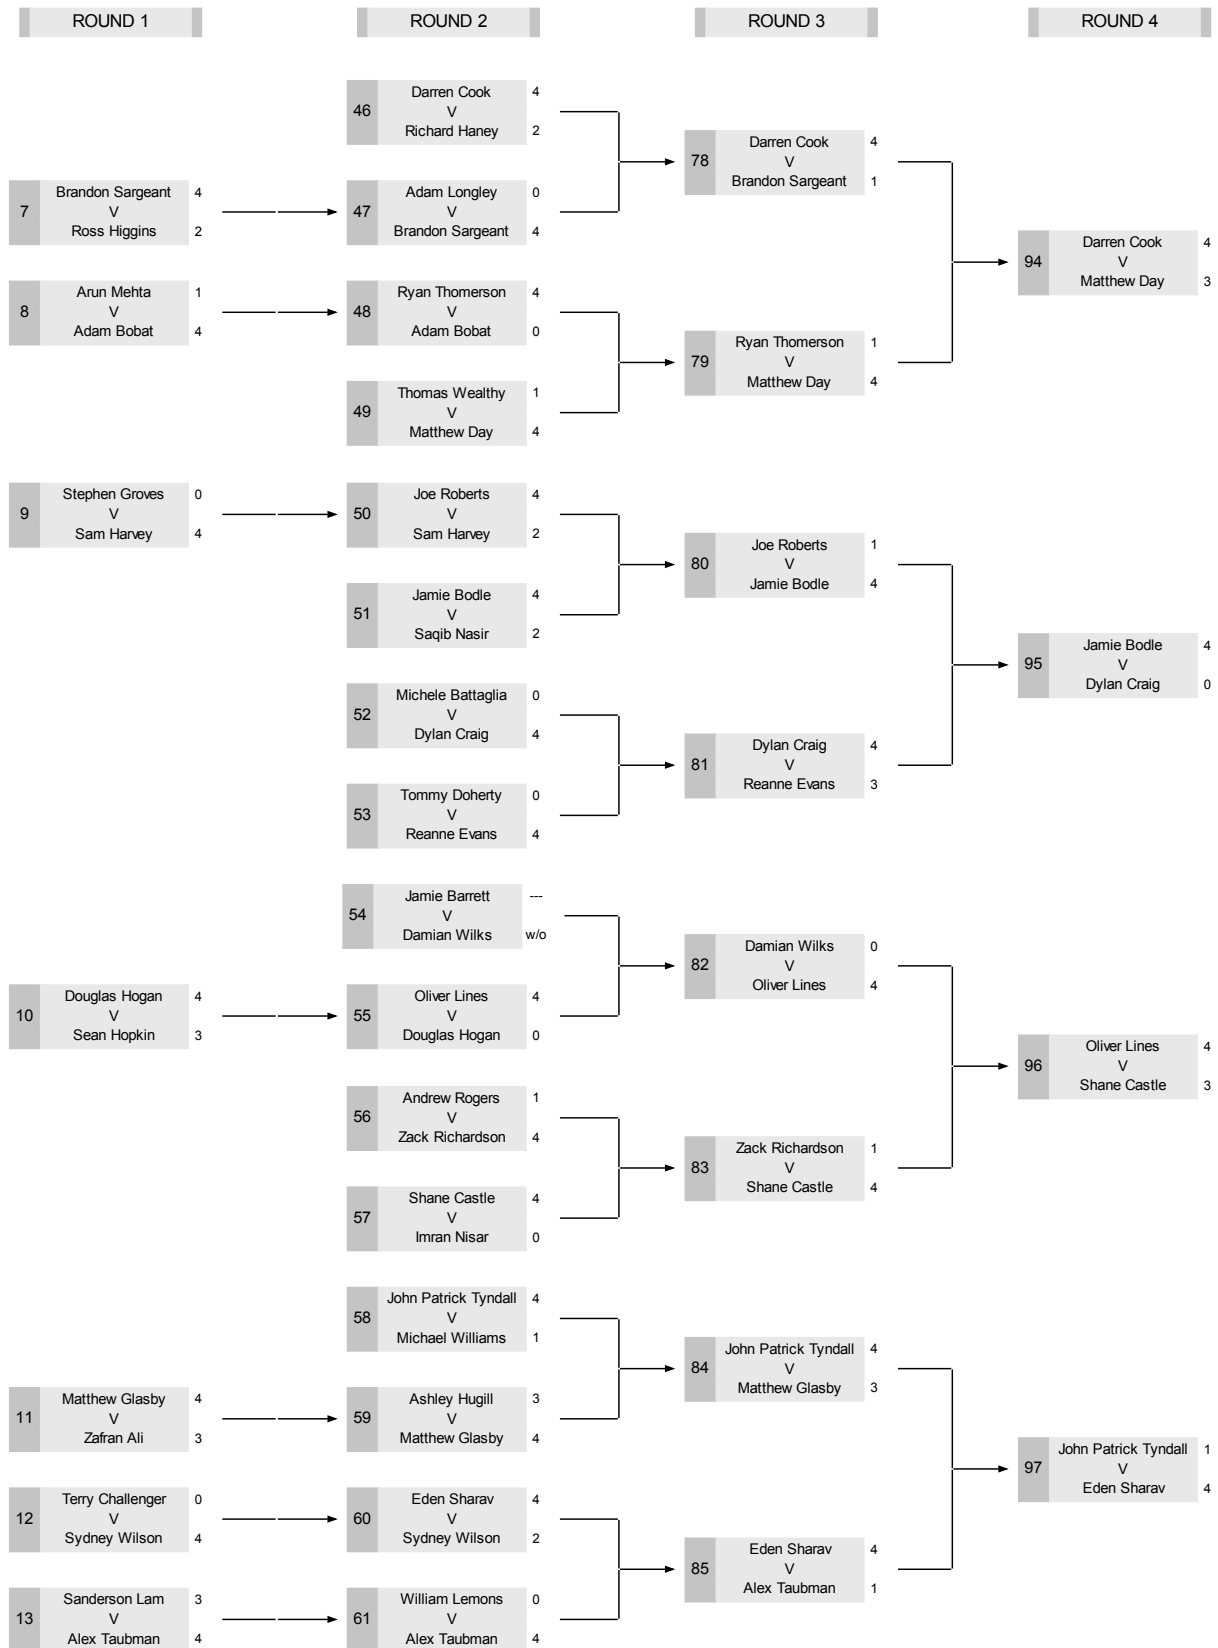 ROUND 1
ROUND 2
ROUND 3
ROUND 4
46
Darren Cook 4
V
Richard Haney 2
78
Darren Cook 4
V
Brandon Sargeant 1
7
Brandon Sargeant 4
V
Ross Higgins 2
47
Adam Longley 0
V
Brandon Sargeant 4
94
Darren Cook 4
V
Matthew Day 3
8
Arun Mehta 1
V
Adam Bobat 4
48
Ryan Thomerson 4
V
Adam Bobat 0
79
Ryan Thomerson 1
V
Matthew Day 4
49
Thomas Wealthy 1
V
Matthew Day 4
9
Stephen Groves 0
V
Sam Harvey 4
50
Joe Roberts 4
V
Sam Harvey 2
80
Joe Roberts 1
V
Jamie Bodle 4
51
Jamie Bodle 4
V
Saqib Nasir 2
95
Jamie Bodle 4
V
Dylan Craig 0
52
Michele Battaglia 0
V
Dylan Craig 4
81
Dylan Craig 4
V
Reanne Evans 3
53
Tommy Doherty 0
V
Reanne Evans 4
54
Jamie Barrett ---
V
Damian Wilks w/o
82
Damian Wilks 0
V
Oliver Lines 4
10
Douglas Hogan 4
V
Sean Hopkin 3
55
Oliver Lines 4
V
Douglas Hogan 0
96
Oliver Lines 4
V
Shane Castle 3
56
Andrew Rogers 1
V
Zack Richardson 4
83
Zack Richardson 1
V
Shane Castle 4
57
Shane Castle 4
V
Imran Nisar 0
58
John Patrick Tyndall 4
V
Michael Williams 1
84
John Patrick Tyndall 4
V
Matthew Glasby 3
11
Matthew Glasby 4
V
Zafran Ali 3
59
Ashley Hugill 3
V
Matthew Glasby 4
97
John Patrick Tyndall 1
V
Eden Sharav 4
12
Terry Challenger 0
V
Sydney Wilson 4
60
Eden Sharav 4
V
Sydney Wilson 2
85
Eden Sharav 4
V
Alex Taubman 1
13
Sanderson Lam 3
V
Alex Taubman 4
61
William Lemons 0
V
Alex Taubman 4